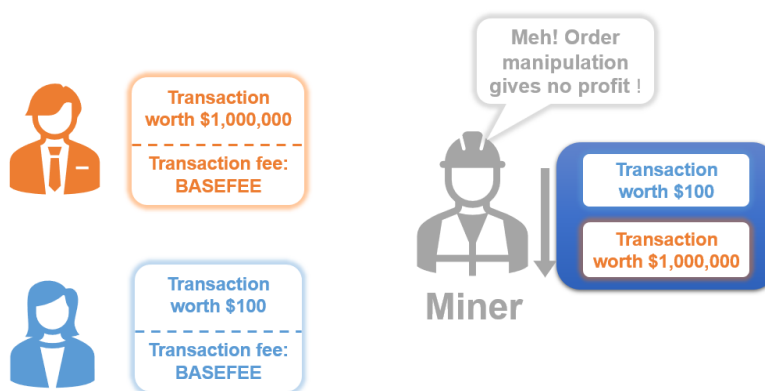 Meh! Order
manipulation
gives no profit !
Transaction
worth $1,000,000
Transaction fee:
BASEFEE
Transaction
worth $100
Transaction
worth $1,000,000
Miner
Transaction
worth $100
Transaction fee:
BASEFEE